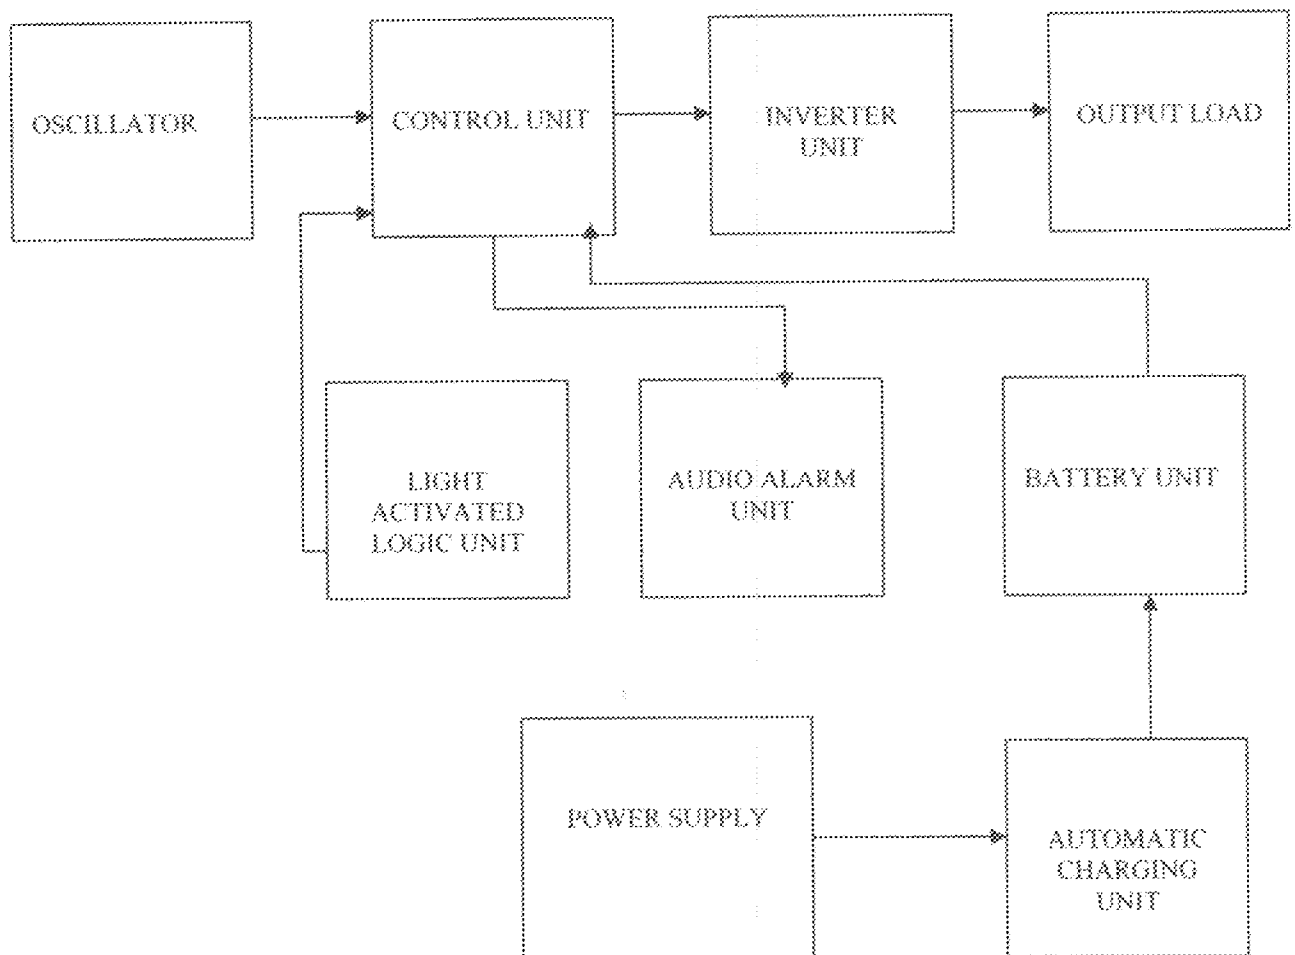 OSCILLATOR
CONTROL UNIT
INVERTER
UNIT
OUTPUT LOAD
LIGHT
ACTIVATED
LOGIC UNIT
AUDIO ALARM
UNIT
BATTERY UNIT
POWER SUPPLY
AUTOMATIC
CHARGING
UNIT